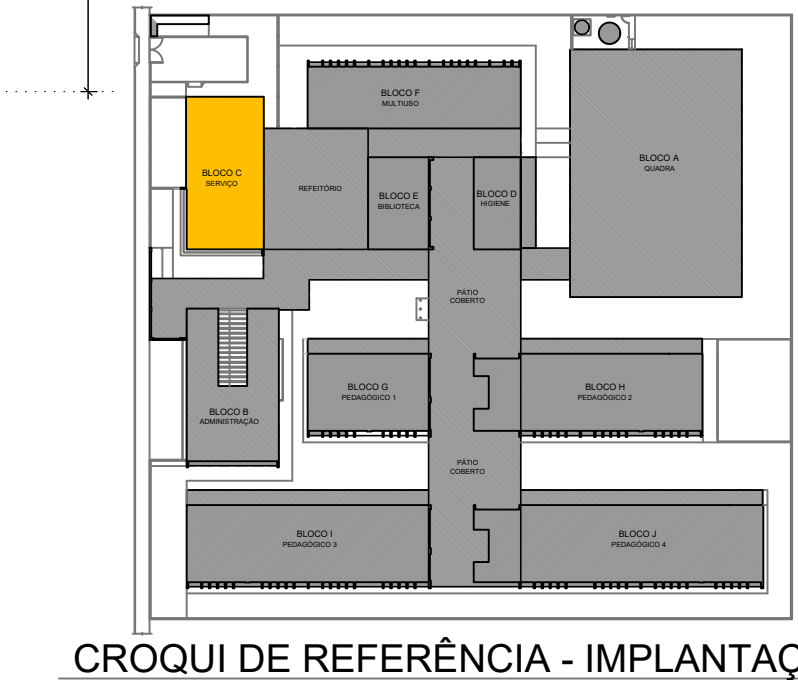 BLOCO F
MULTIUSO
BLOCO A
QUADRA
BLOCO C
SERVIÇO
REFEITÓRIO
BLOCO E
BIBLIOTECA
BLOCO D
HIGIENE
PÁTIO
COBERTO
BLOCO G
PEDAGÓGICO 1
BLOCO H
PEDAGÓGICO 2
BLOCO B
ADMINISTRAÇÃO
PÁTIO
COBERTO
BLOCO I
PEDAGÓGICO 3
BLOCO J
PEDAGÓGICO 4
CROQUI DE REFERÊNCIA - IMPLANTAÇ